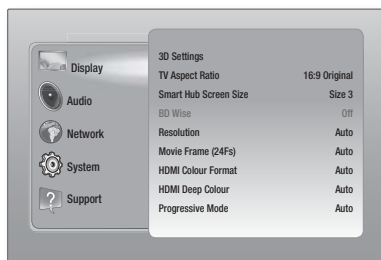 Display
Audio
Network
System
Support
3D Settings
TV Aspect Ratio 16:9 Original
Smart Hub Screen Size Size 3
BD Wise Off
Resolution Auto
Movie Frame (24Fs) Auto
HDMI Colour Format Auto
HDMI Deep Colour Auto
Progressive Mode Auto